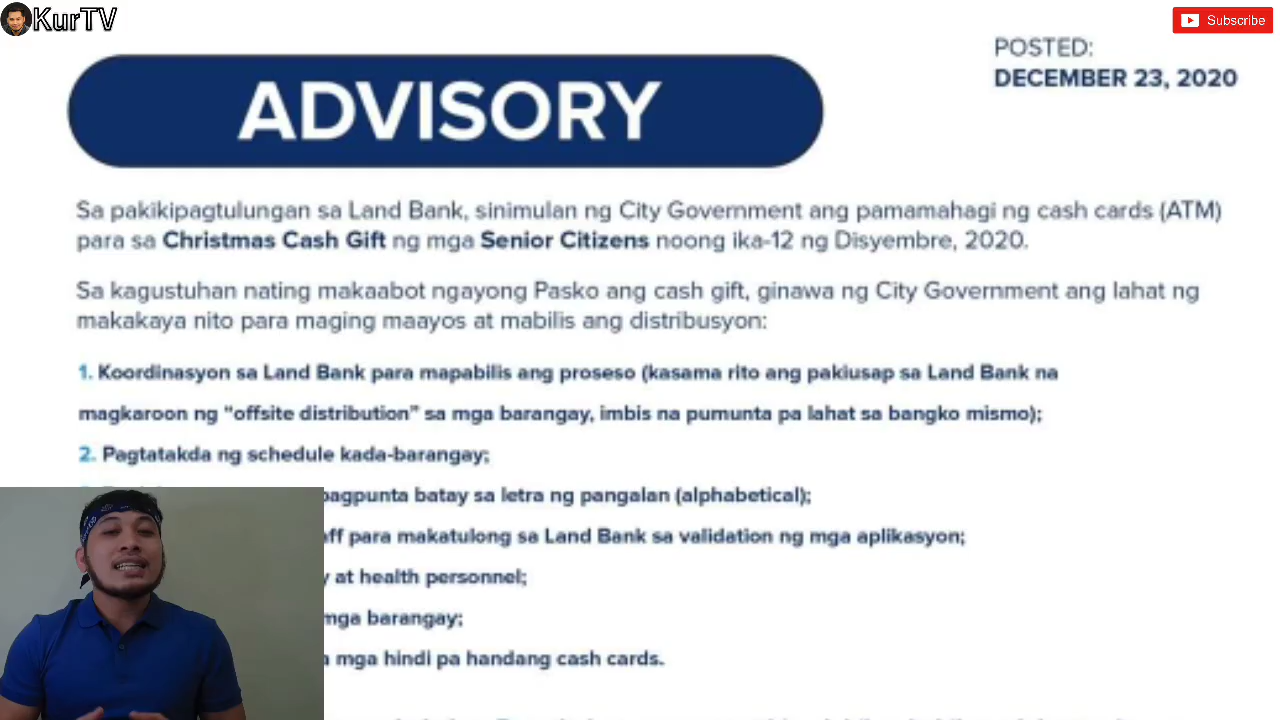 KurTV
Subscribe
POSTED:
DECEMBER 23, 2020
ADVISORY
Sa pakikipagtulungan sa Land Bank, sinimulan ng City Government ang pamamahagi ng cash cards (ATM)
para sa Christmas Cash Gift ng mga Senior Citizens noong ika-12 ng Disyembre, 2020.
Sa kagustuhan nating makaabot ngayong Pasko ang cash gift, ginawa ng City Government ang lahat ng
makakaya nito para maging maayos at mabilis ang distribusyon:
1. Koordinasyon sa Land Bank para mapabilis ang proseso (kasama rito ang pakiusap sa Land Bank na
magkaroon ng “offsite distribution” sa mga barangay, imbis na pumunta pa lahat sa bangko mismo);
2. Pagtatakda ng schedule kada-barangay;
pagpunta batay sa letra ng pangalan (alphabetical);
para makatulong sa Land Bank sa validation ng mga aplikasyon;
at health personnel;
mga barangay;
mga hindi pa handang cash cards.